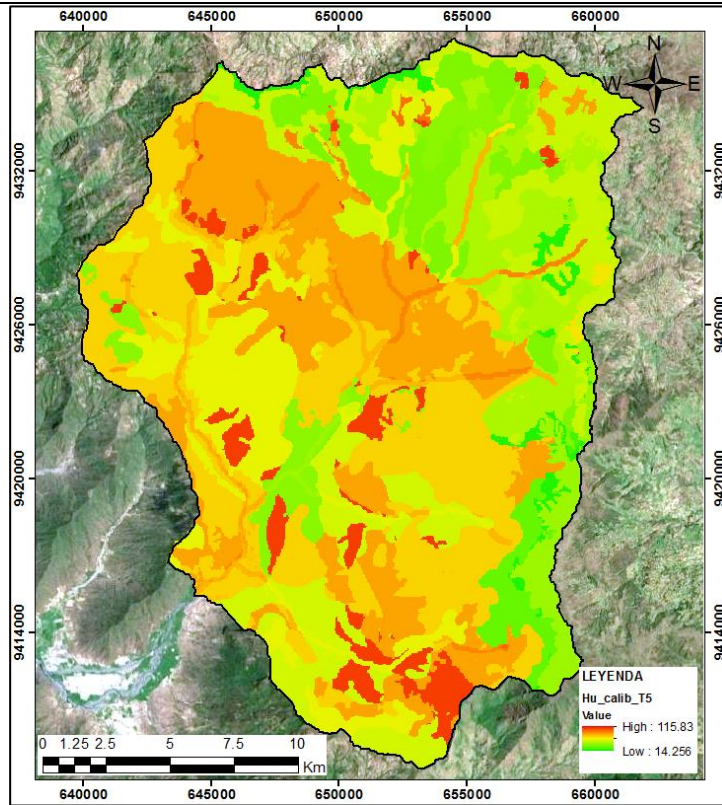 640000 645000 650000 655000 660000
N
W E
S
9432000 9432000
9426000 9426000
9420000 9420000
9414000 9414000
LEYENDA
Hu_calib_T5
Value
High : 115.83
Low : 14.256
0 1.25 2.5 5 7.5 10
Km
640000 645000 650000 655000 660000